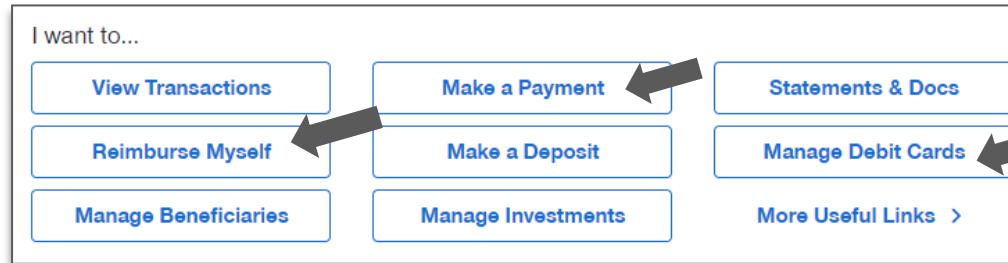 I want to...
View Transactions
Make a Payment
Statements & Docs
Reimburse Myself
Make a Deposit
Manage Debit Cards
Manage Beneficiaries
Manage Investments
More Useful Links >